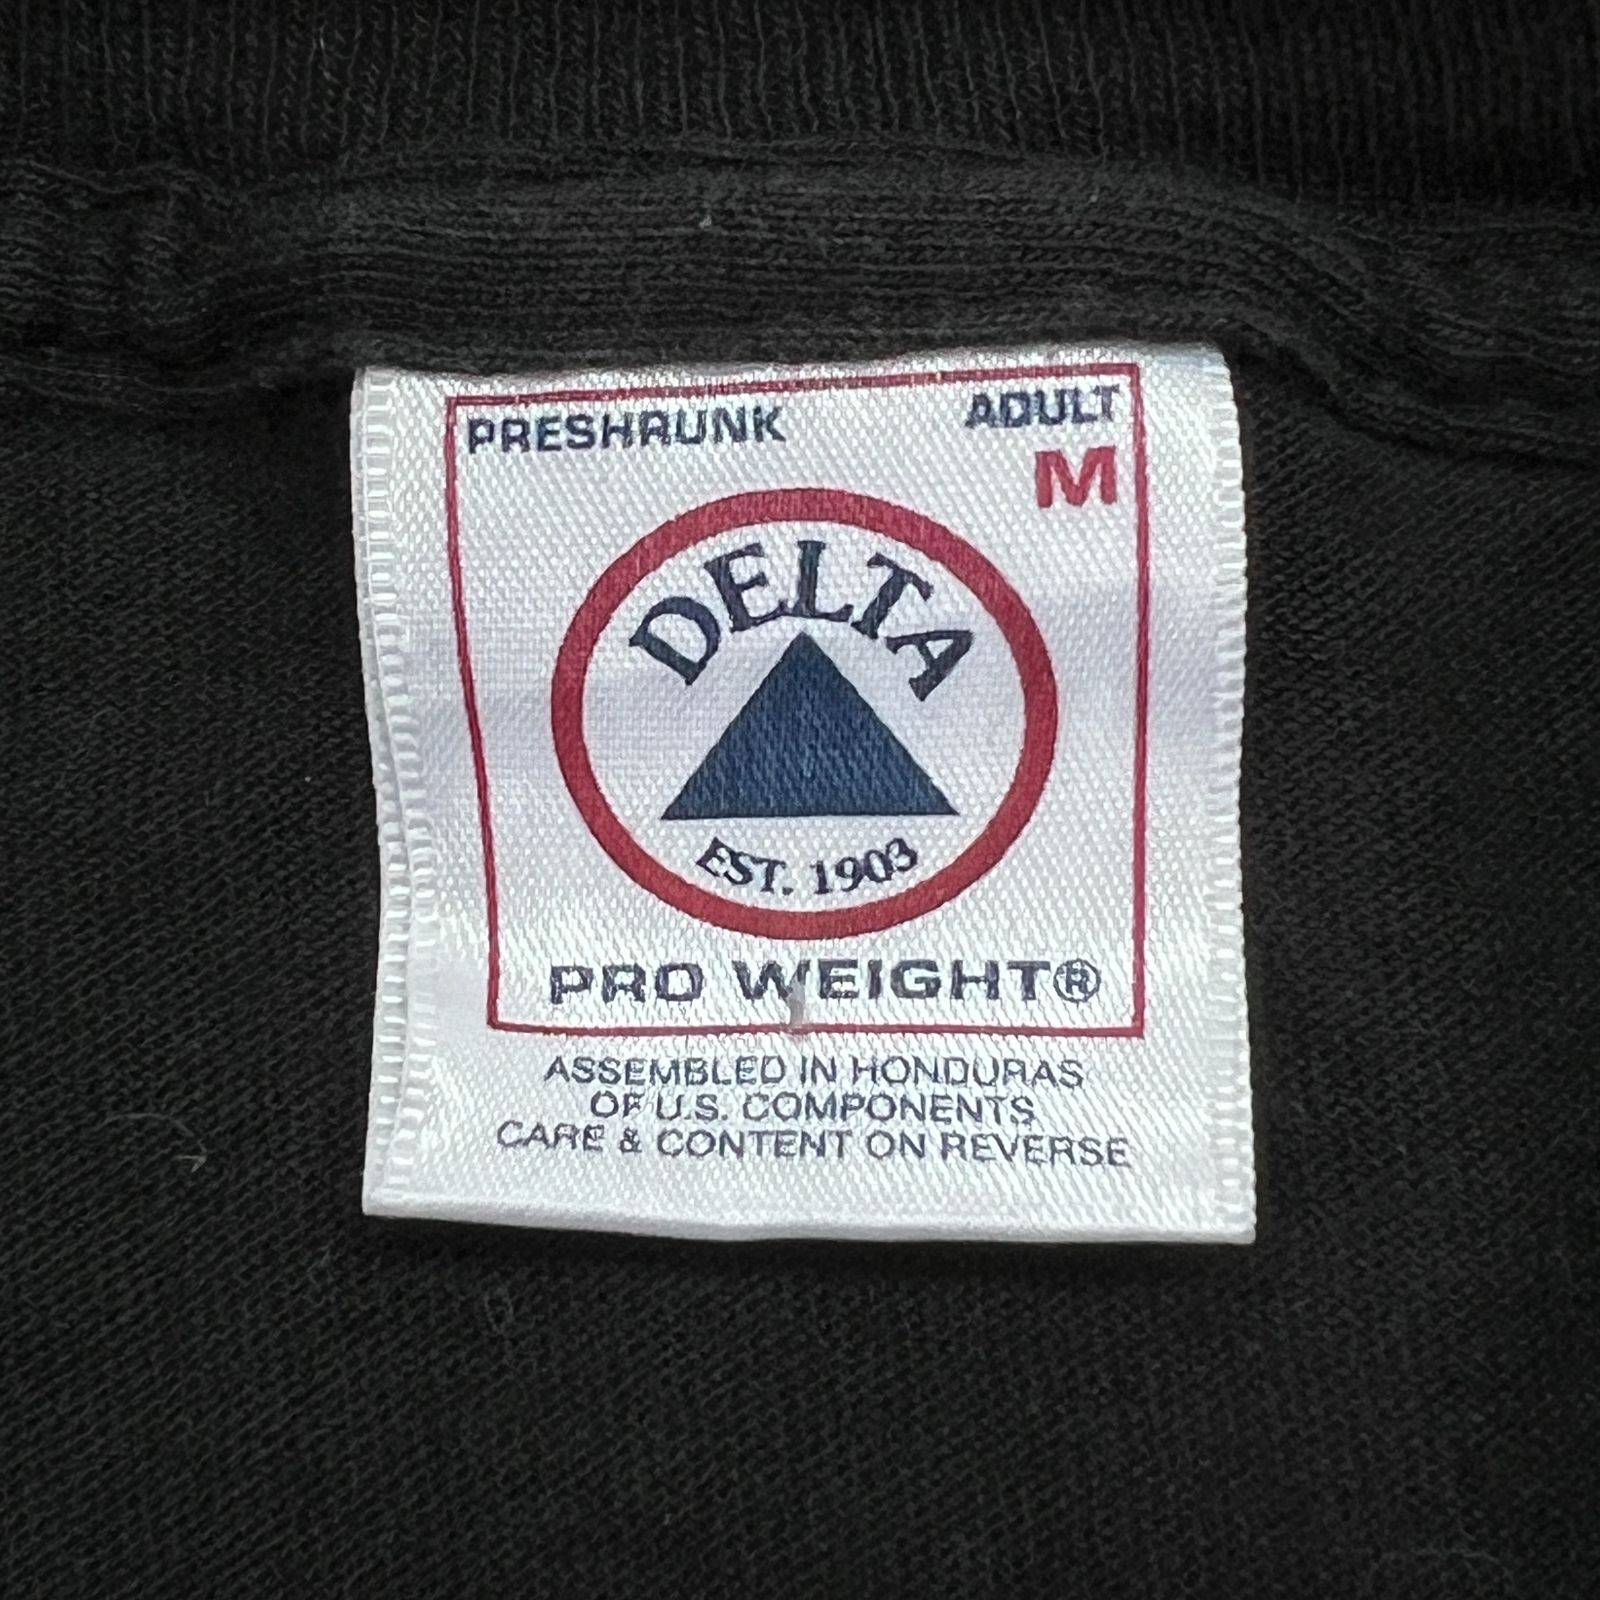 PRESHRUNK
ADULT
M
DELTA
EST. 1903
PRO WEIGHT®
ASSEMBLED IN HONDURAS
OF U.S. COMPONENTS
CARE & CONTENT ON REVERSE